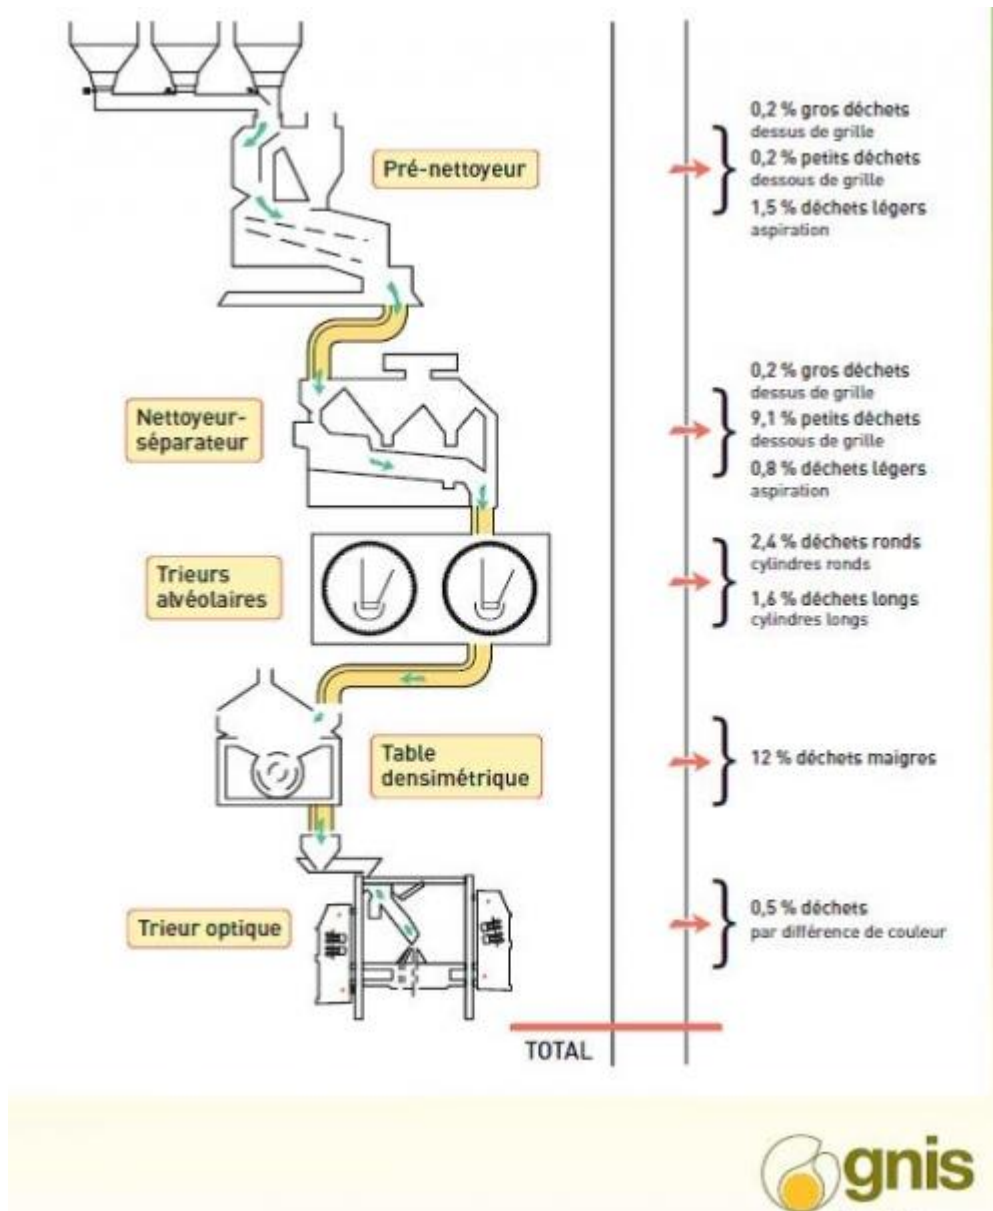 Pré-nettoyeur
0,2 % gros déchets
dessus de grille
0,2 % petits déchets
dessous de grille
1,5 % déchets légers
aspiration
Nettoyeur-
séparateur
0,2 % gros déchets
dessus de grille
9,1 % petits déchets
dessous de grille
0,8 % déchets légers
aspiration
Trieurs
alvéolaires
2,4 % déchets ronds
cylindres ronds
1,6 % déchets longs
cylindres longs
Table
densimétrique
12 % déchets maigres
Trieur optique
0,5 % déchets
par différence de couleur
TOTAL
gnis